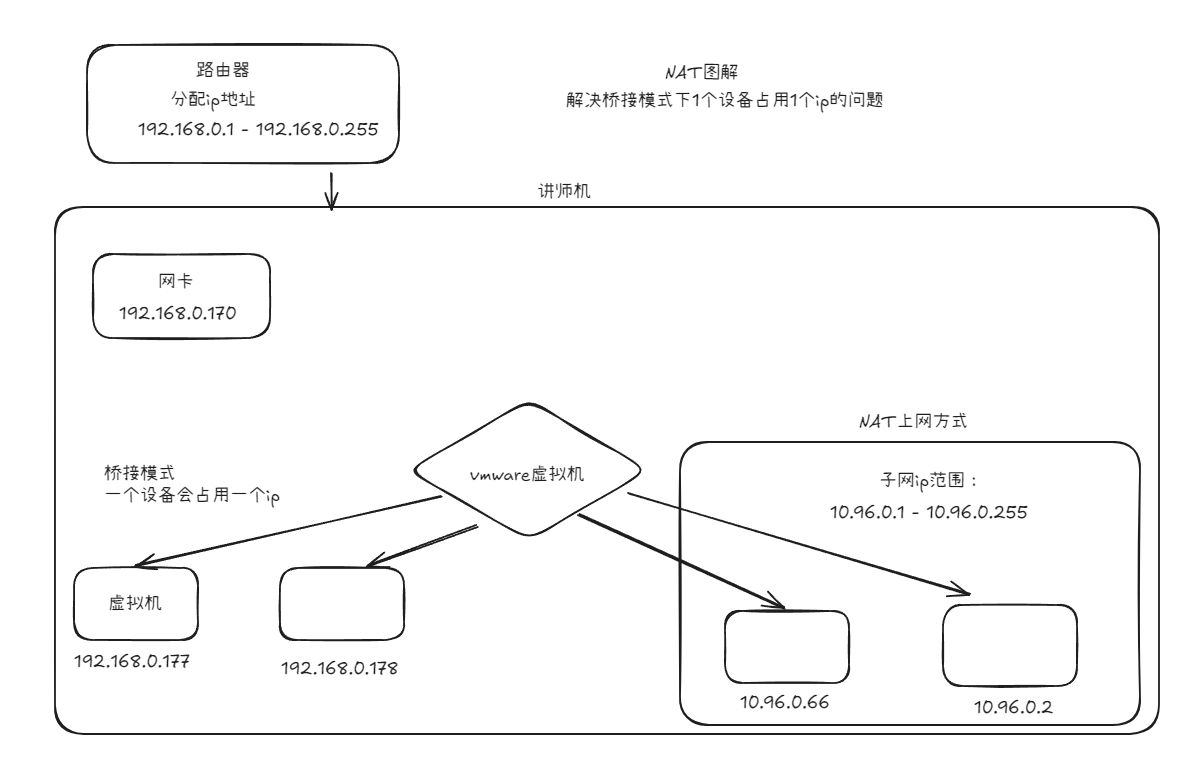 路由器
分配ip地址
192.168.0.1 - 192.168.0.255
NAT图解
解决桥接模式下1个设备占用1个ip的问题
讲师机
网卡
192.168.0.170
桥接模式
一个设备会占用一个ip
vmware虚拟机
NAT上网方式
子网ip范围：
10.96.0.1 - 10.96.0.255
虚拟机
192.168.0.177
192.168.0.178
10.96.0.66
10.96.0.2